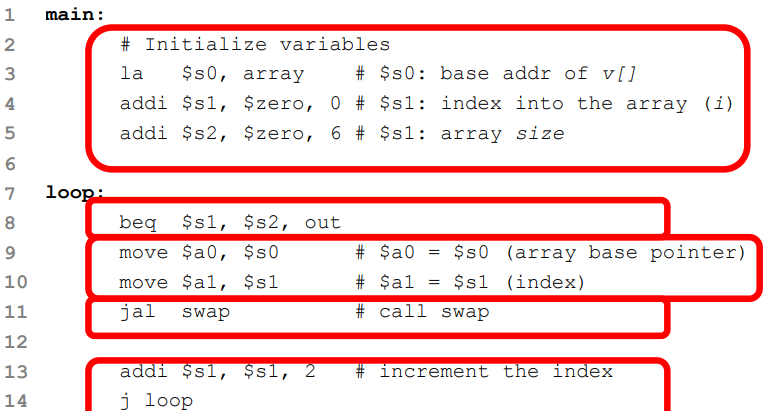 1 main:
2 # Initialize variables
3 la $s0, array # $s0: base addr of v[]
4 addi $s1, $zero, 0 # $s1: index into the array (i)
5 addi $s2, $zero, 6 # $s1: array size
6
7 loop:
8 beq $s1, $s2, out
9 move $a0, $s0 # $a0 = $s0 (array base pointer)
10 move $a1, $s1 # $a1 = $s1 (index)
11 jal swap # call swap
12
13 addi $s1, $s1, 2 # increment the index
14 j loop